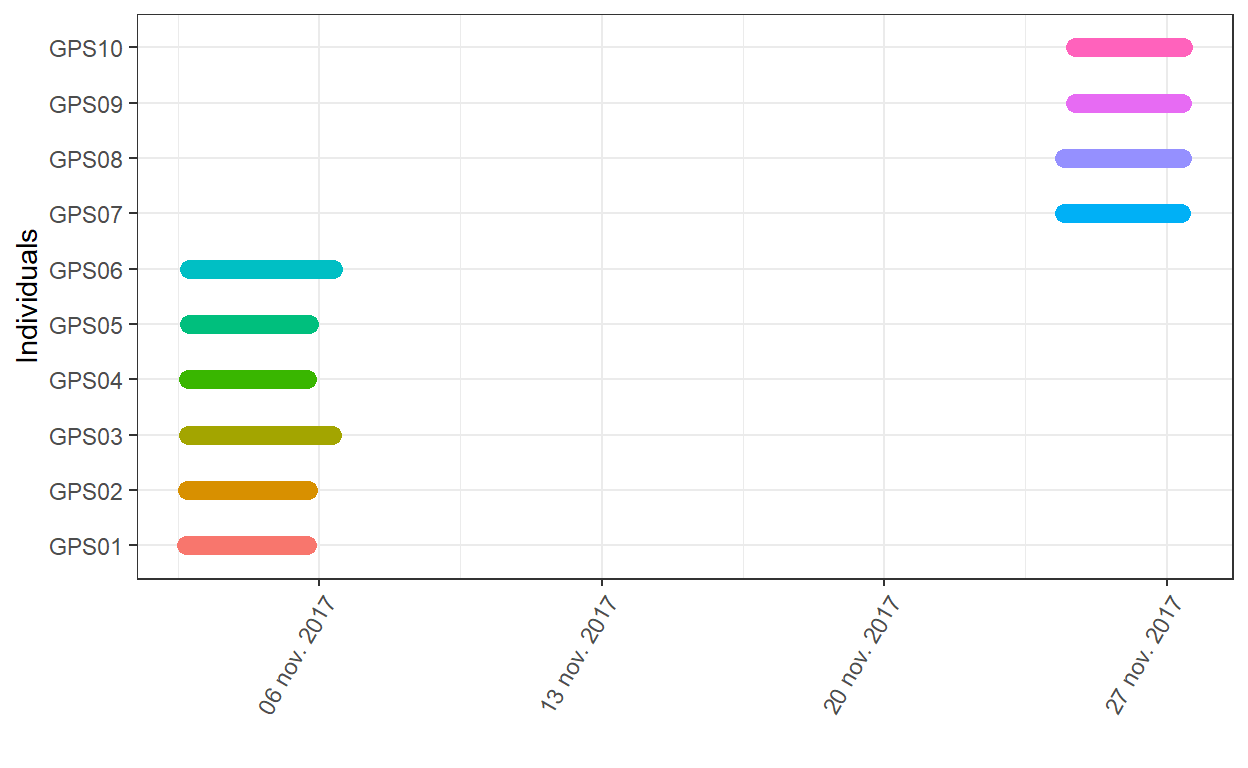 Individuals
GPS10
GPS09
GPS08
GPS07
GPS06
GPS05
GPS04
GPS03
GPS02
GPS01
06 nov. 2017
13 nov. 2017
20 nov. 2017
27 nov. 2017